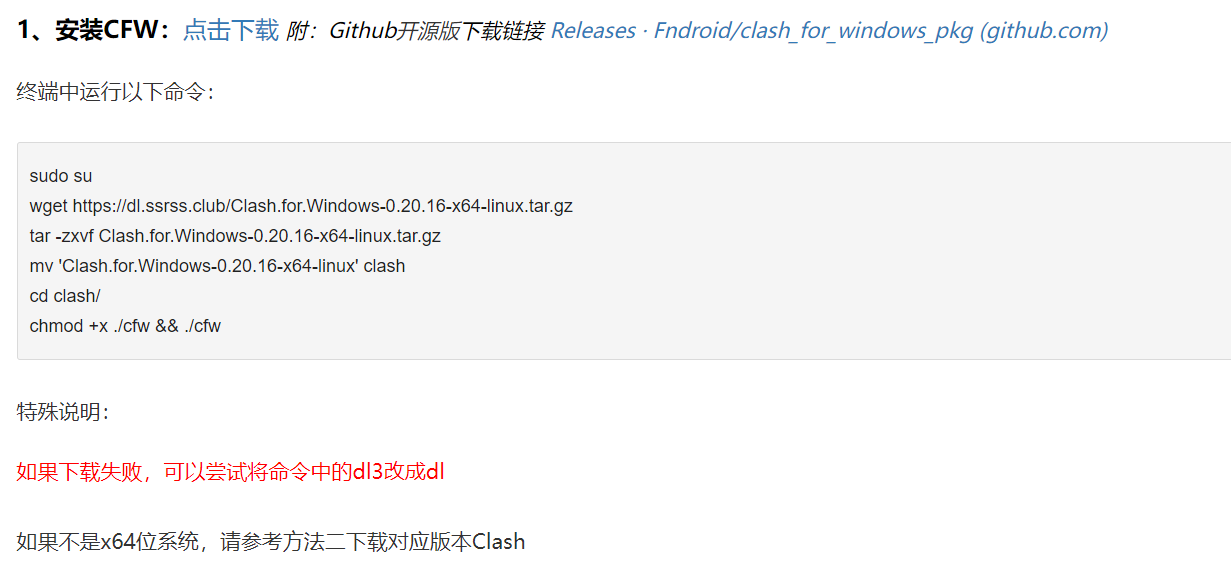 1、安装CFW：点击下载 附：Github开源版下载链接 Releases · Fndroid/clash_for_windows_pkg (github.com)
终端中运行以下命令：
sudo su
wget https://dl.ssrss.club/Clash.for.Windows-0.20.16-x64-linux.tar.gz
tar -zxvf Clash.for.Windows-0.20.16-x64-linux.tar.gz
mv 'Clash.for.Windows-0.20.16-x64-linux' clash
cd clash/
chmod +x ./cfw && ./cfw
特殊说明：
如果下载失败，可以尝试将命令中的dl3改成dl
如果不是x64位系统，请参考方法二下载对应版本Clash